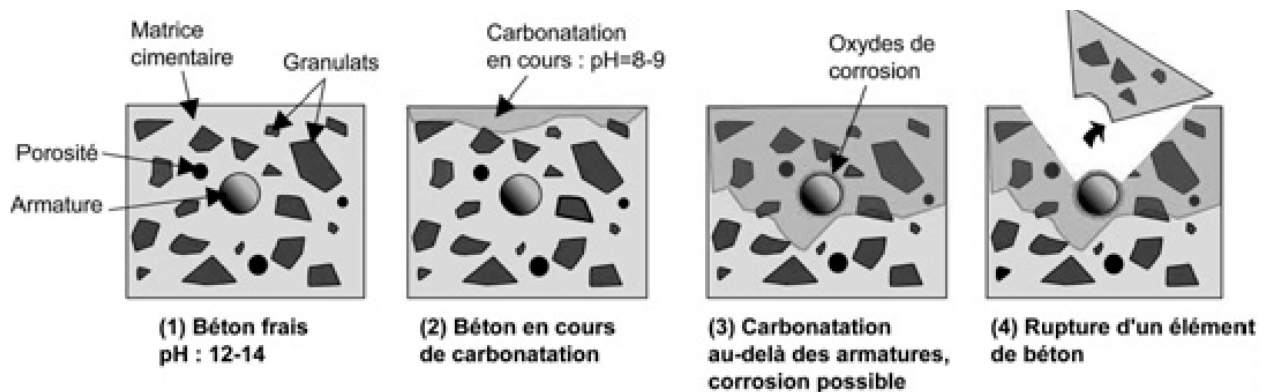 Matrice
cimentaire
Granulats
Porosité
Armature
Carbonatation
en cours : pH=8-9
Oxydes de
corrosion
(1) Béton frais
pH : 12-14
(2) Béton en cours
de carbonatation
(3) Carbonatation
au-delà des armatures,
corrosion possible
(4) Rupture d'un élément
de béton